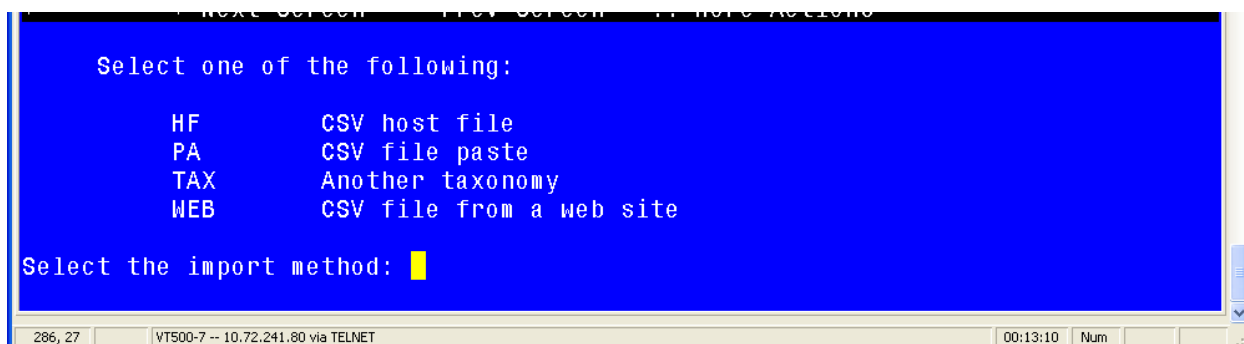 Select one of the following:
HF CSV host file
PA CSV file paste
TAX Another taxonomy
WEB CSV file from a web site
Select the import method:
286, 27 VT500-7 -- 10.72.241.80 via TELNET 00:13:10 Num